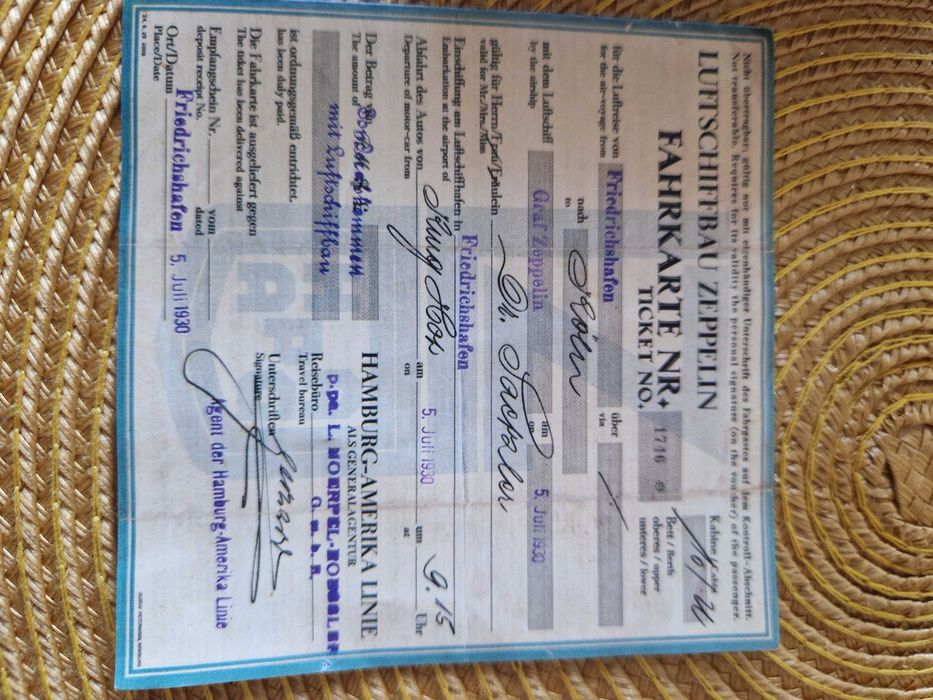 Nicht übertragbar; gültig nur mit eigenhändiger Unterschrift des Fahrgastes auf dem Kontroll-Abschnitt.
Not transferable. Requires for its validity the personal signature (on the voucher) of the passenger.
LUFTSCHIFFBAU ZEPPELIN
FAHRKARTE NR. 1746
TICKET NO.
Kabine
Bett / Berth
oberes / upper
unteres / lower
für die Luftreise von Friedrichshafen nach Köln über
for the air-voyage from to via
mit dem Luftschiff Graf Zeppelin am 5. Juli 1930
by the airship on
gültig für Herrn/Frau/Fräulein
valid for Mr./Mrs./Miss
Einschiffung am Luftschiffhafen in Friedrichshafen
Embarkation at the airport of
Abfahrt des Autos von am 5. Juli 1930 um 9.15 Uhr
Departure of motor-car from on at
Der Betrag von
The amount of
mit Luftschiffbau
ist ordnungsgemäß entrichtet.
has been duly paid.
Die Fahrkarte ist ausgeliefert gegen
The ticket has been delivered against
Empfangschein Nr. vom
deposit receipt No. dated
Ort/Datum Friedrichshafen 5. Juli 1930
Place/Date
HAMBURG-AMERIKA LINIE
ALS GENERALAGENTUR
Reisebüro
Travel bureau
G.m.b.H.
Unterschriften
Signature
Agent der Hamburg-Amerika Linie